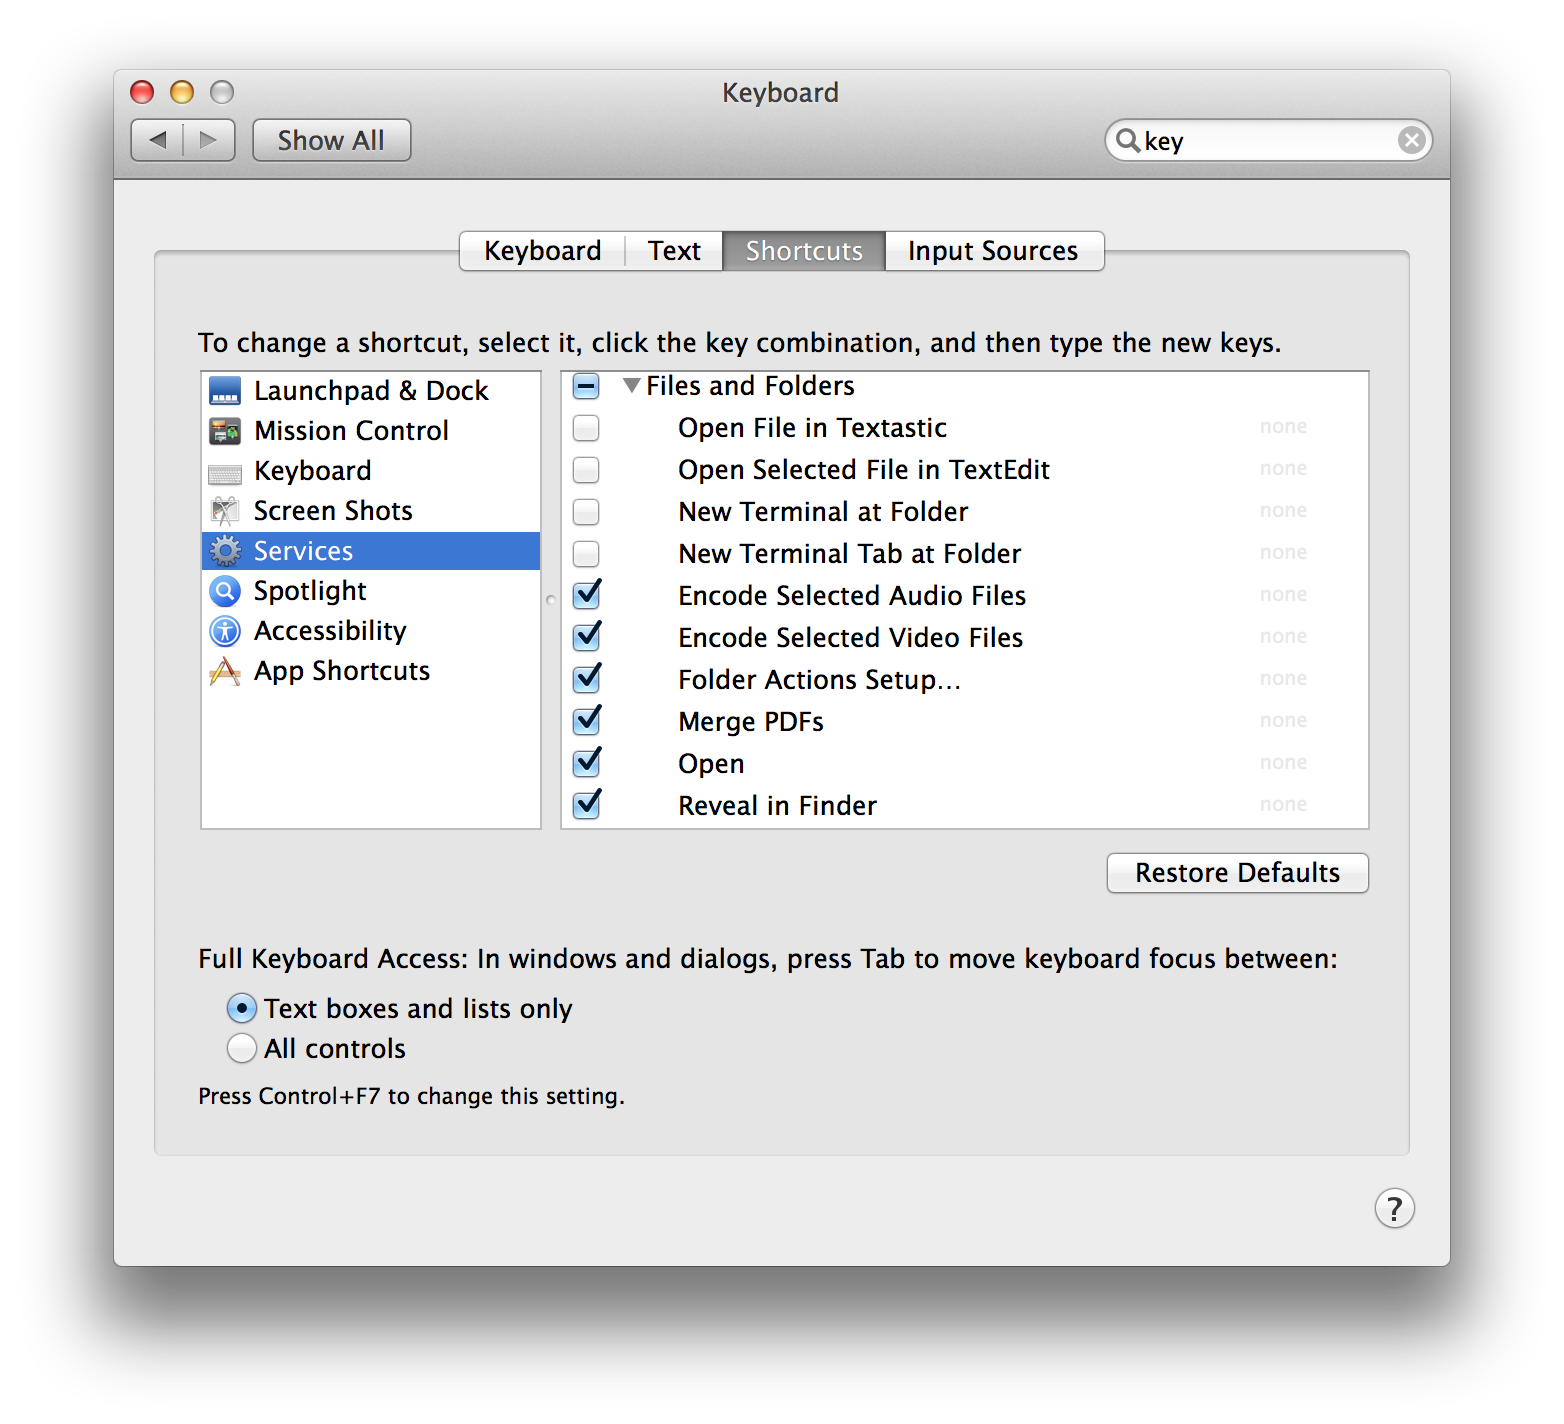 Keyboard
Show All
key
Keyboard Text Shortcuts Input Sources
To change a shortcut, select it, click the key combination, and then type the new keys.
Launchpad & Dock
Mission Control
Keyboard
Screen Shots
Services
Spotlight
Accessibility
App Shortcuts
Files and Folders
Open File in Textastic none
Open Selected File in TextEdit none
New Terminal at Folder none
New Terminal Tab at Folder none
Encode Selected Audio Files none
Encode Selected Video Files none
Folder Actions Setup... none
Merge PDFs none
Open none
Reveal in Finder none
Restore Defaults
Full Keyboard Access: In windows and dialogs, press Tab to move keyboard focus between:
Text boxes and lists only
All controls
Press Control+F7 to change this setting.
?